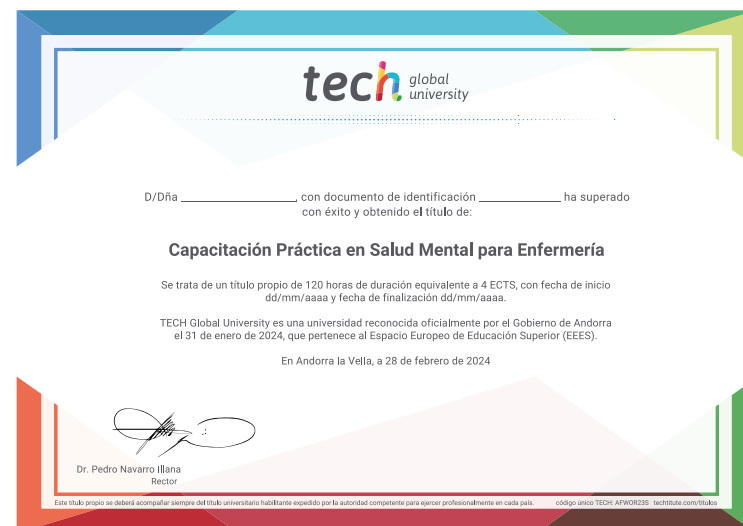 tech global university
D/Dña ____________________, con documento de identificación ______________ ha superado
con éxito y obtenido el título de:
Capacitación Práctica en Salud Mental para Enfermería
Se trata de un título propio de 120 horas de duración equivalente a 4 ECTS, con fecha de inicio
dd/mm/aaaa y fecha de finalización dd/mm/aaaa.
TECH Global University es una universidad reconocida oficialmente por el Gobierno de Andorra
el 31 de enero de 2024, que pertenece al Espacio Europeo de Educación Superior (EEES).
En Andorra la Vella, a 28 de febrero de 2024
Dr. Pedro Navarro Illana
Rector
Este título propio se deberá acompañar siempre del título universitario habilitante expedido por la autoridad competente para ejercer profesionalmente en cada país. código único TECH: AFWOR23S techtitute.com/titulos